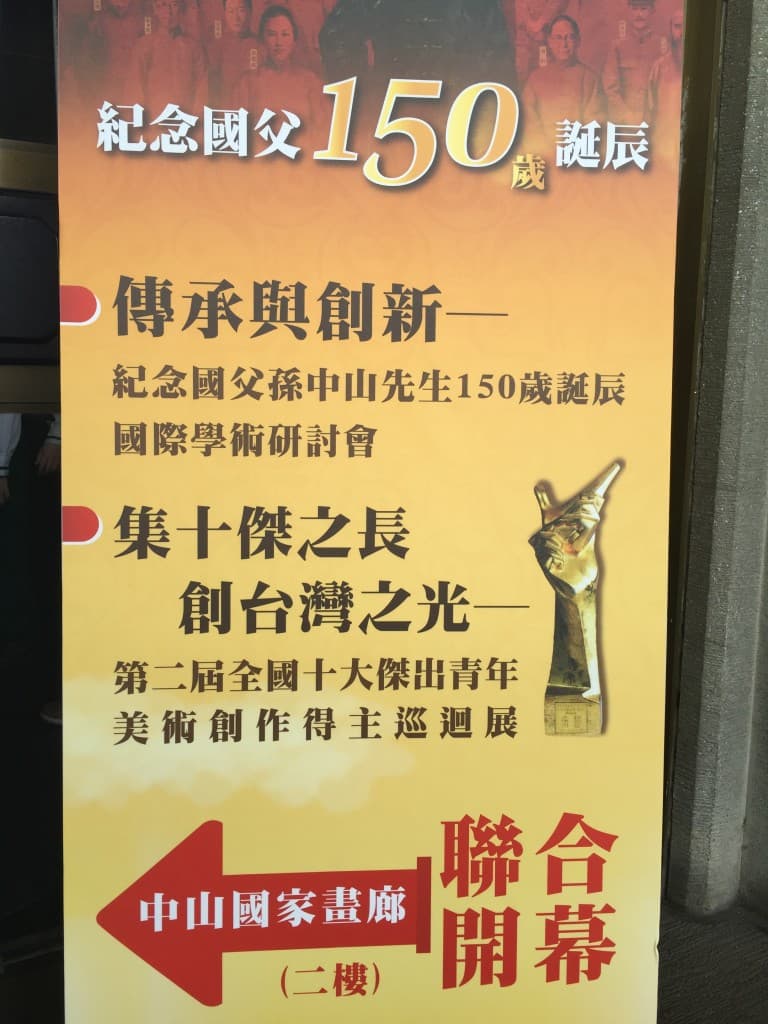 紀念國父150歲誕辰
傳承與創新—
紀念國父孫中山先生150歲誕辰
國際學術研討會
集十傑之長
創台灣之光—
第二屆全國十大傑出青年
美術創作得主巡迴展
聯合
開幕
中山國家畫廊
(二樓)